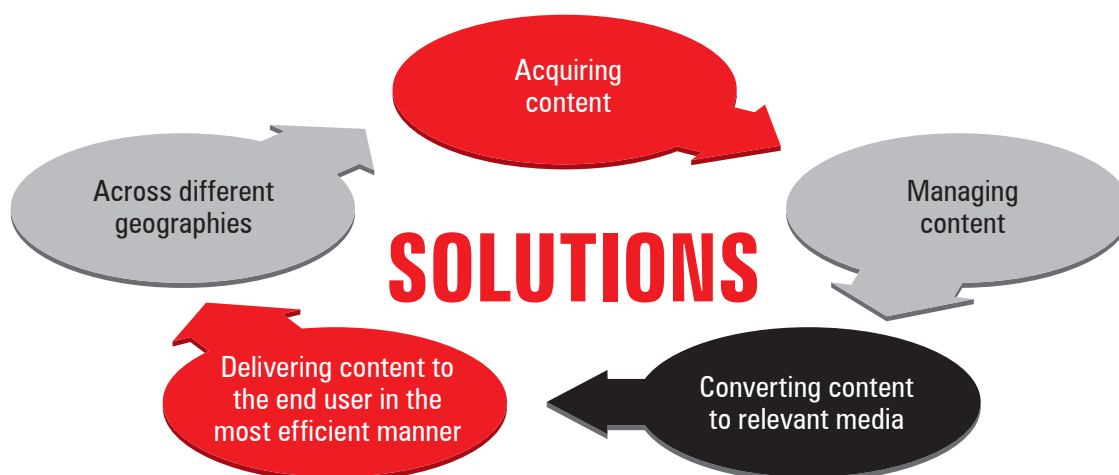 Acquiring
content
Managing
content
Converting content
to relevant media
Delivering content to
the end user in the
most efficient manner
Across different
geographies
SOLUTIONS